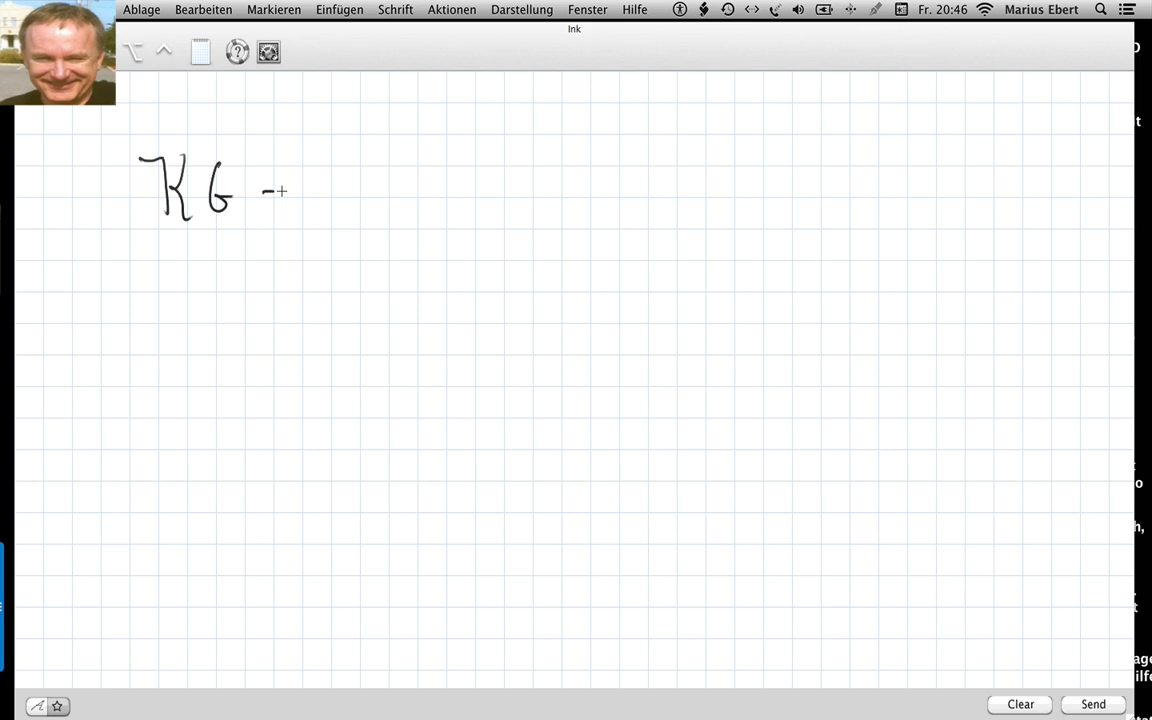 Ablage Bearbeiten Markieren Einfügen Schrift Aktionen Darstellung Fenster Hilfe Fr. 20:46 Marius Ebert
Ink
KG -
Clear Send